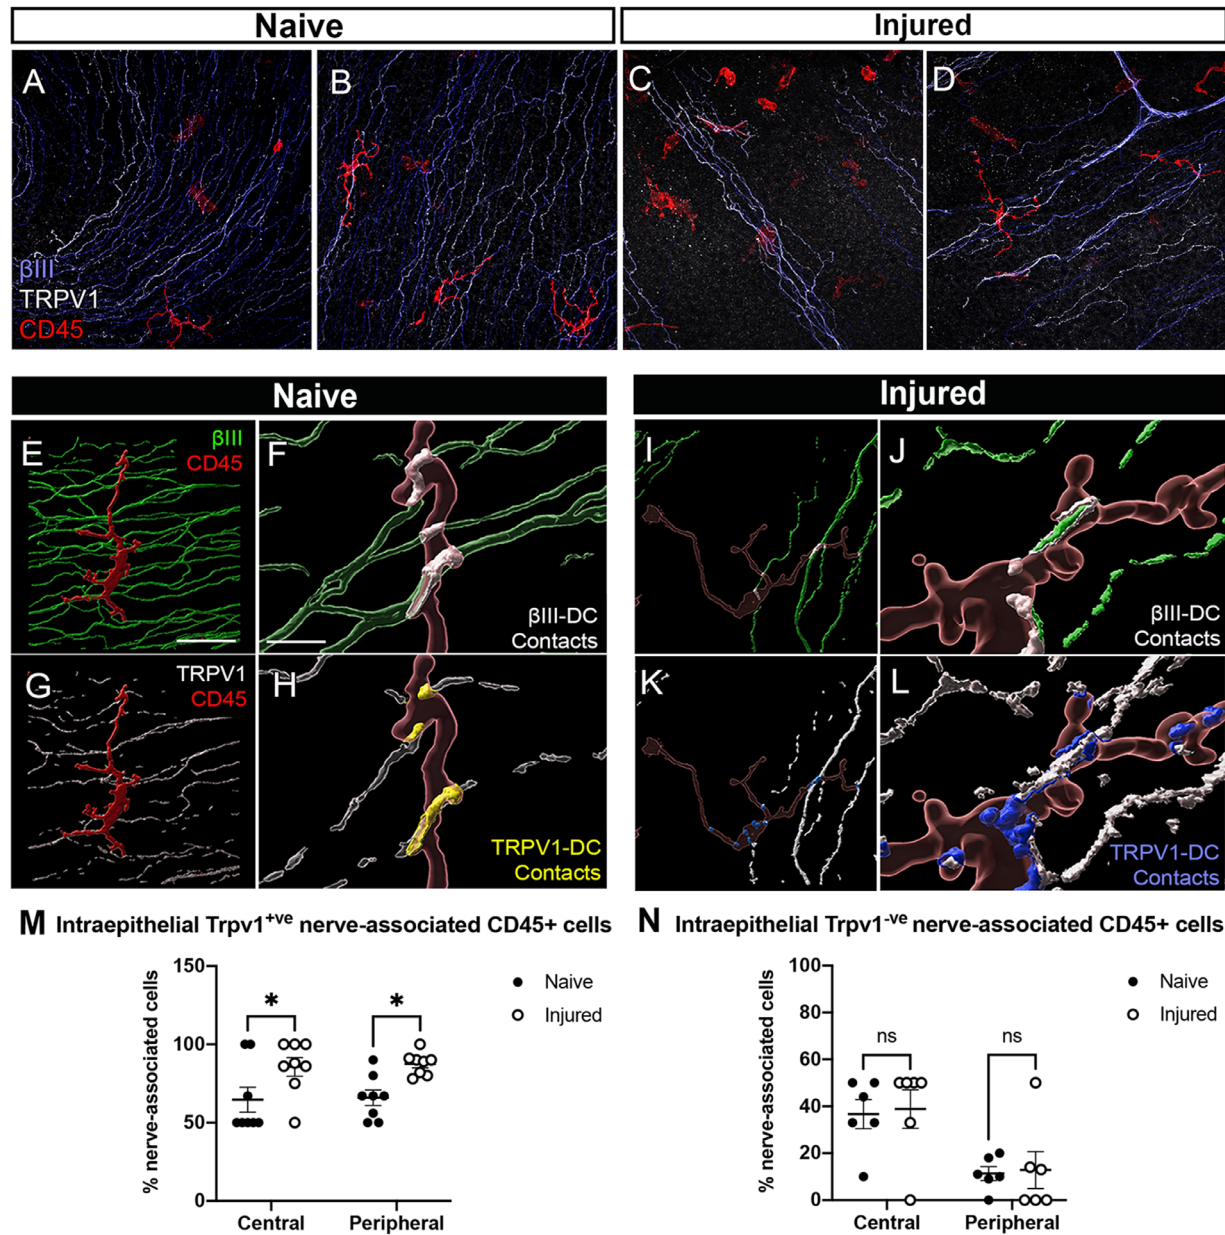 Naive
Injured
A
B
C
D
βIII
TRPV1
CD45
Naive
Injured
E
βIII
CD45
F
βIII-DC
Contacts
I
J
βIII-DC
Contacts
G
TRPV1
CD45
H
TRPV1-DC
Contacts
K
L
TRPV1-DC
Contacts
M Intraepithelial Trpv1+ve nerve-associated CD45+ cells
% nerve-associated cells
150
100
50
0
* *
Naive
Injured
Central Peripheral
N Intraepithelial Trpv1-ve nerve-associated CD45+ cells
% nerve-associated cells
100
80
60
40
20
0
ns ns
Naive
Injured
Central Peripheral